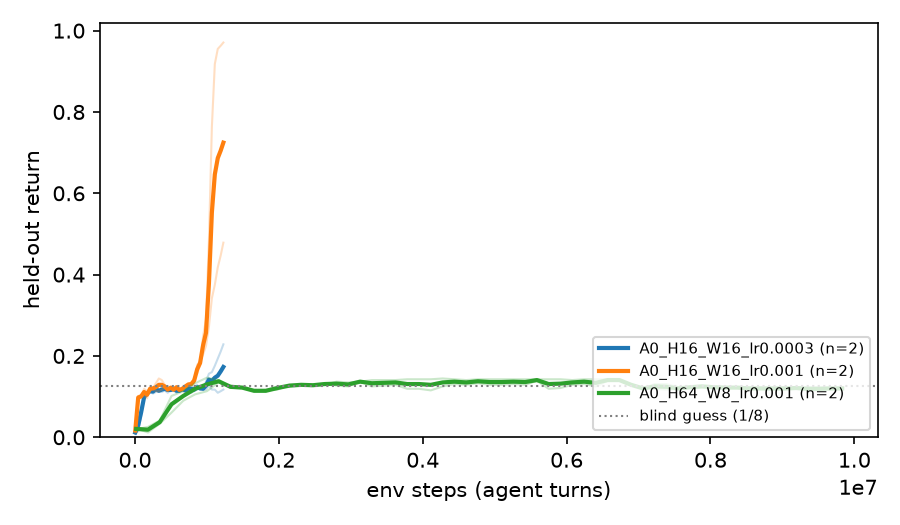 1.0
0.8
0.6
0.4
0.2
0.0
held-out return
A0_H16_W16_lr0.0003 (n=2)
A0_H16_W16_lr0.001 (n=2)
A0_H64_W8_lr0.001 (n=2)
blind guess (1/8)
0.0 0.2 0.4 0.6 0.8 1.0
1e7
env steps (agent turns)